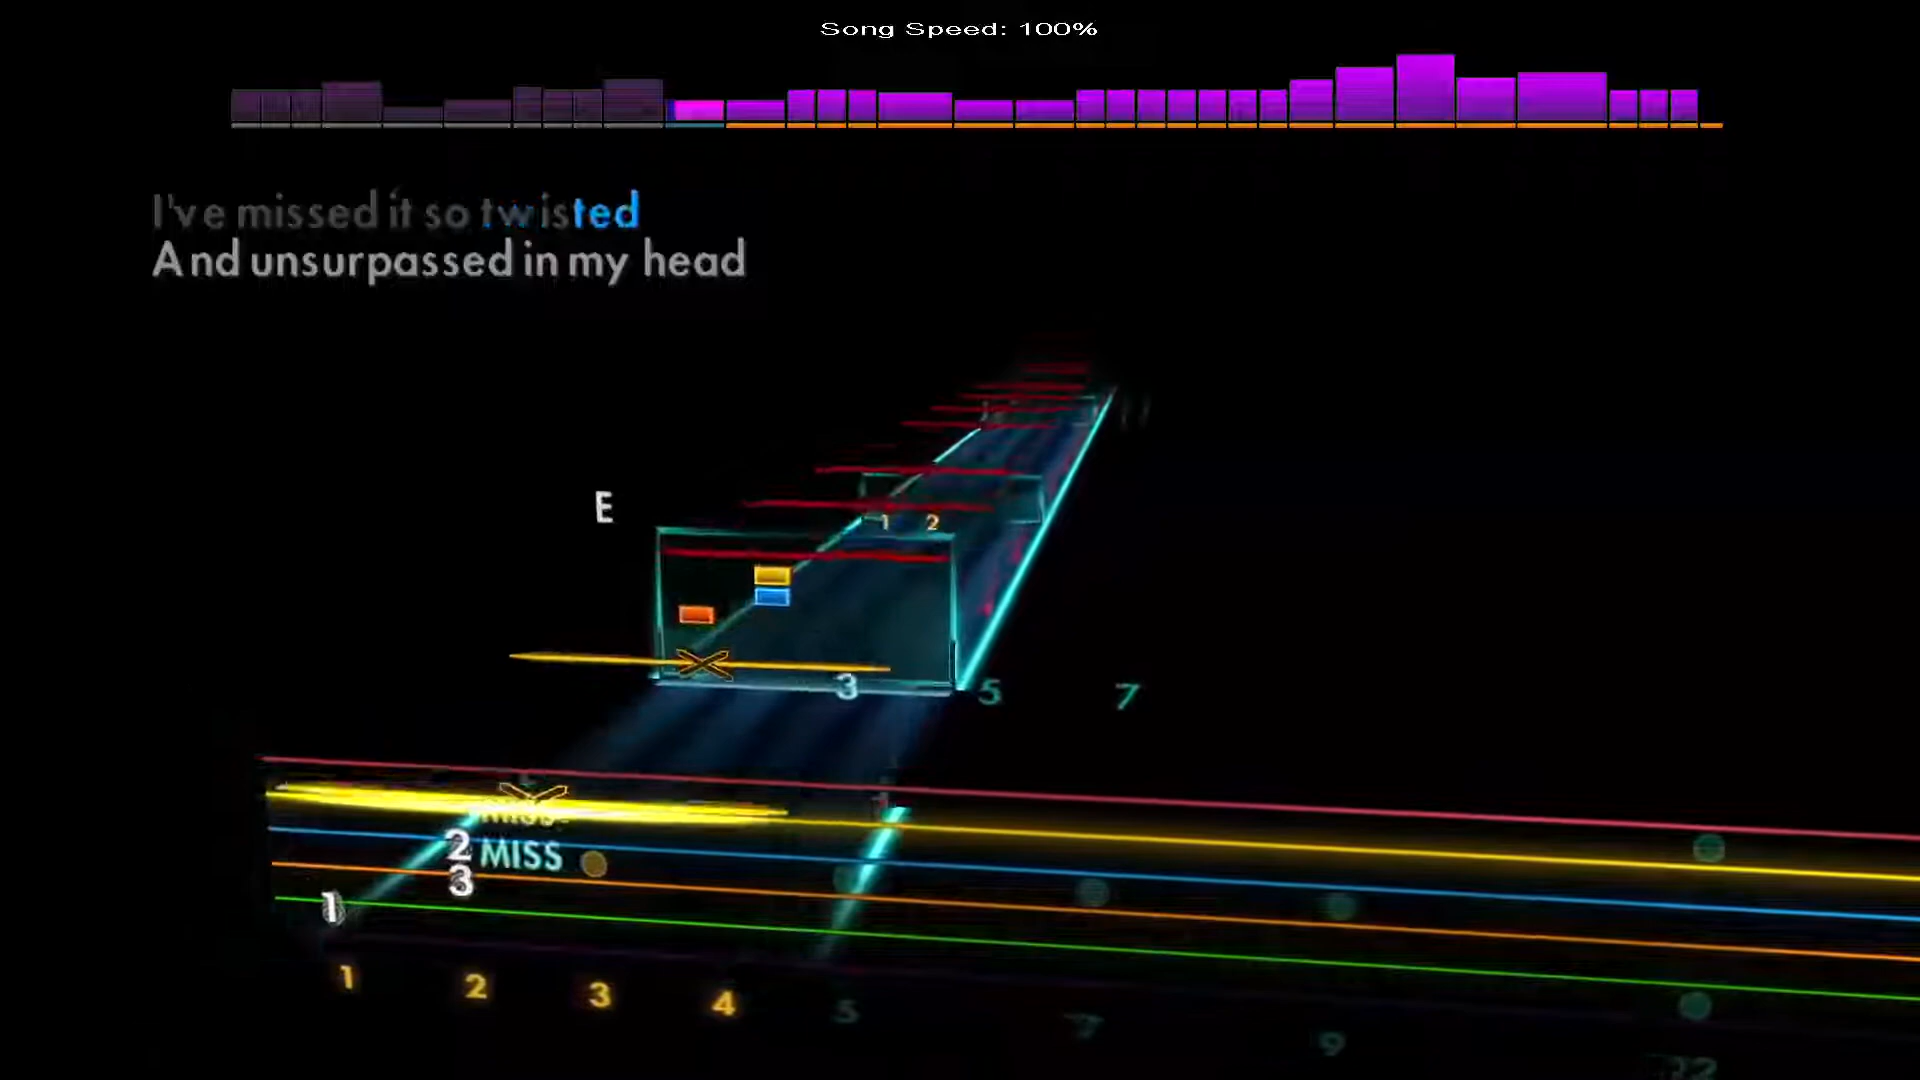 Song Speed: 100%
I've missed it so twisted
And unsurpassed in my head
E
1 2
3 5 7
MISS
2 MISS
3
1
1 2 3 4 5 7 9